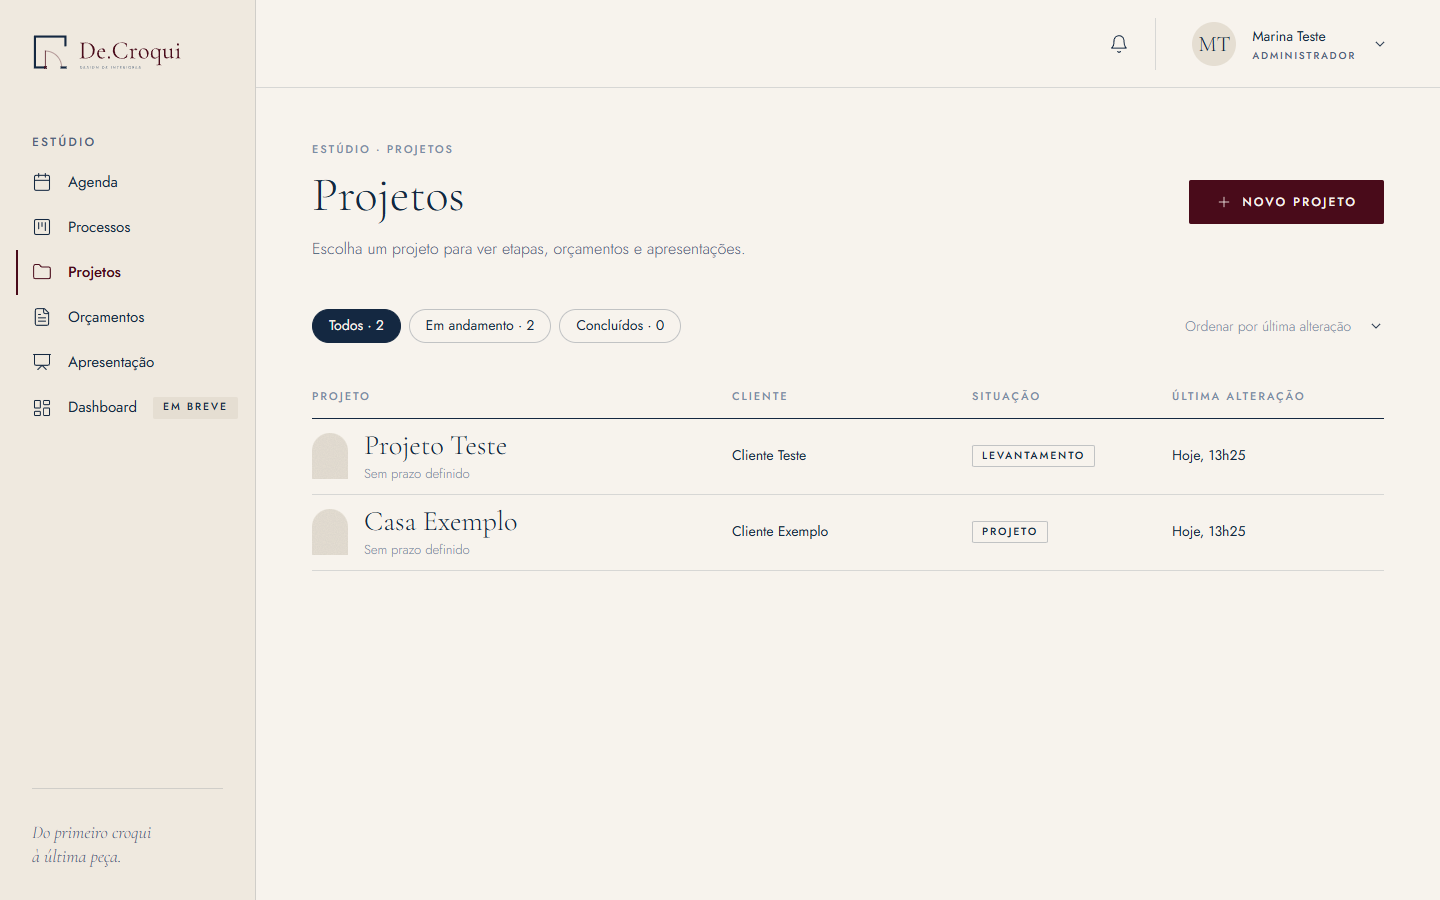 De.Croqui
DESIGN DE INTERIORES
ESTÚDIO
Agenda
Processos
Projetos
Orçamentos
Apresentação
Dashboard EM BREVE
Do primeiro croqui
à última peça.
MT
Marina Teste
ADMINISTRADOR
ESTÚDIO · PROJETOS
Projetos
Escolha um projeto para ver etapas, orçamentos e apresentações.
+ NOVO PROJETO
Todos · 2 Em andamento · 2 Concluídos · 0 Ordenar por última alteração
PROJETO CLIENTE SITUAÇÃO ÚLTIMA ALTERAÇÃO
Projeto Teste
Sem prazo definido
Cliente Teste LEVANTAMENTO Hoje, 13h25
Casa Exemplo
Sem prazo definido
Cliente Exemplo PROJETO Hoje, 13h25